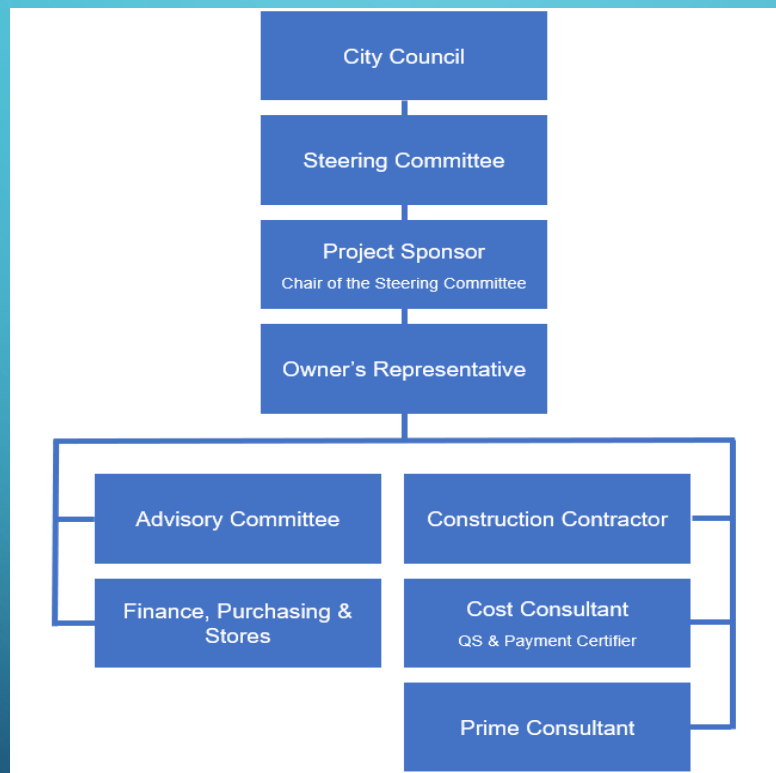 City Council
Steering Committee
Project Sponsor
Chair of the Steering Committee
Owner’s Representative
Advisory Committee
Construction Contractor
Finance, Purchasing &
Stores
Cost Consultant
QS & Payment Certifier
Prime Consultant